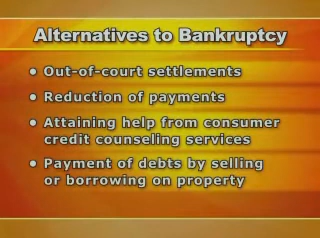 Alternatives to Bankruptcy
• Out-of-court settlements
• Reduction of payments
• Attaining help from consumer
credit counseling services
• Payment of debts by selling
or borrowing on property